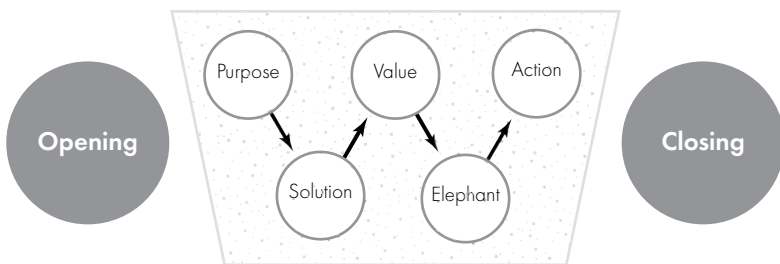 Opening
Purpose
Solution
Value
Elephant
Action
Closing